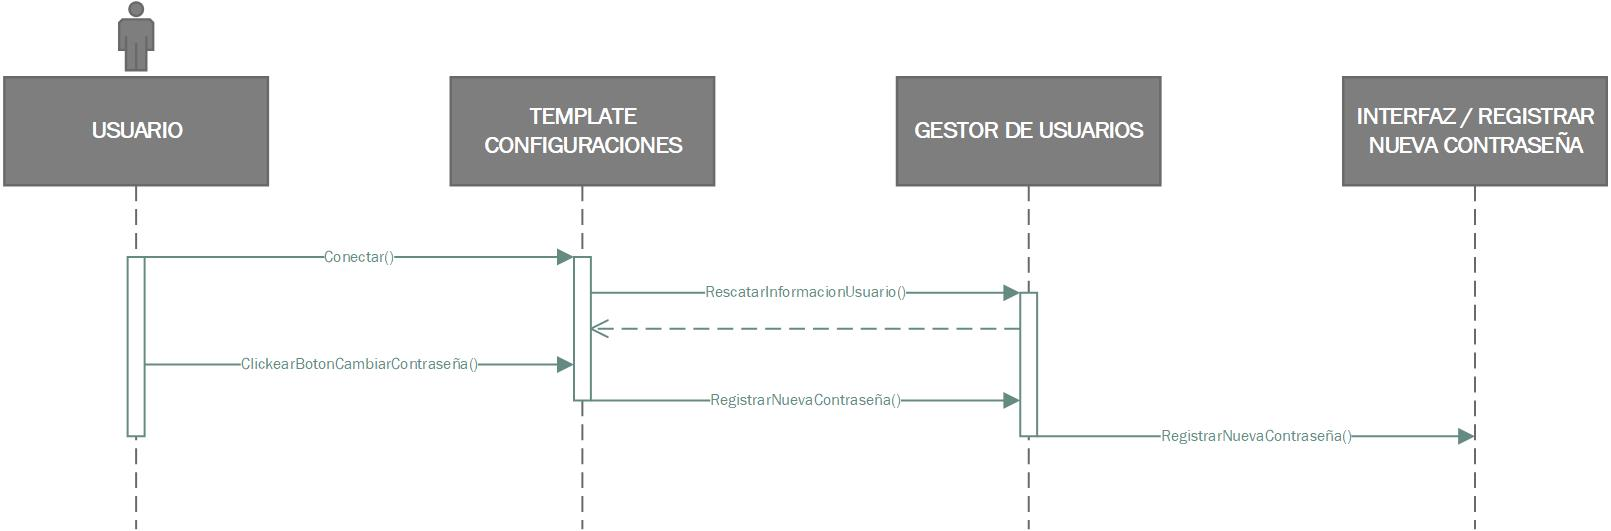 USUARIO
TEMPLATE
CONFIGURACIONES
GESTOR DE USUARIOS
INTERFAZ / REGISTRAR
NUEVA CONTRASEÑA
Conectar()
RescatarInformacionUsuario()
ClickearBotonCambiarContraseña()
RegistrarNuevaContraseña()
RegistrarNuevaContraseña()